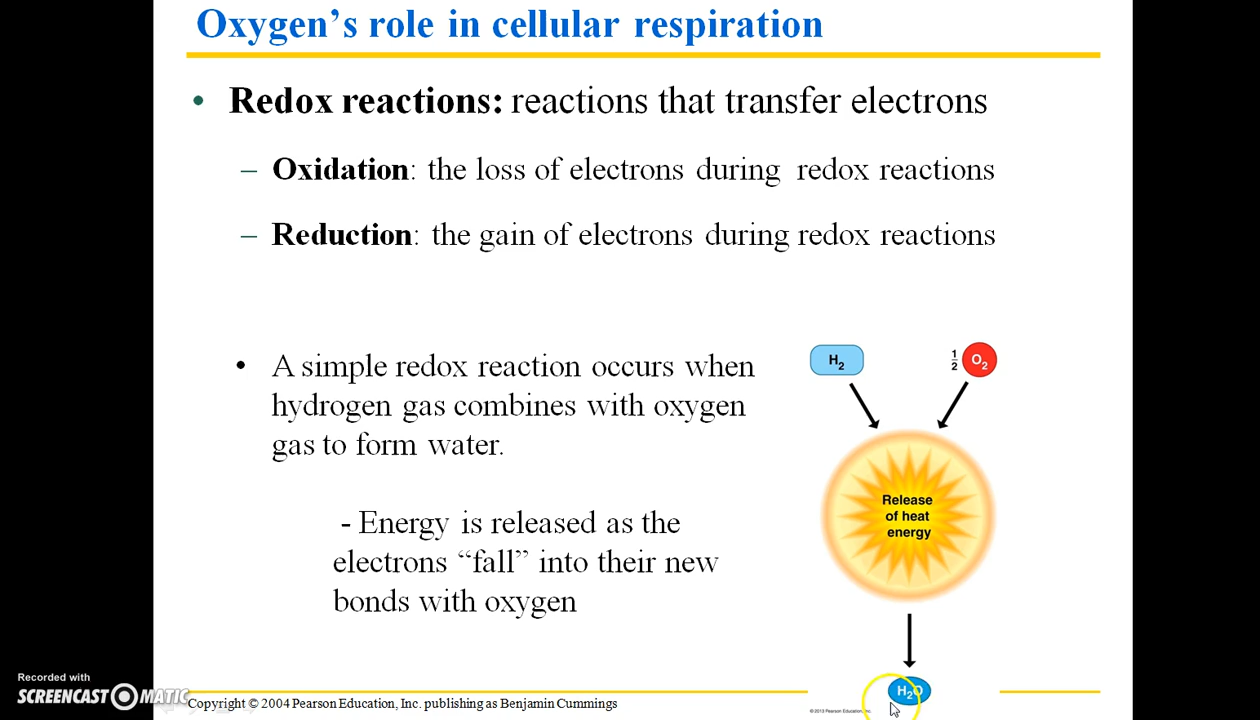 Oxygen's role in cellular respiration
• Redox reactions: reactions that transfer electrons
– Oxidation: the loss of electrons during redox reactions
– Reduction: the gain of electrons during redox reactions
• A simple redox reaction occurs when
hydrogen gas combines with oxygen
gas to form water.
- Energy is released as the
electrons “fall” into their new
bonds with oxygen
H₂
½ O₂
Release
of heat
energy
H₂O
© 2013 Pearson Education, Inc.
Recorded with
SCREENCAST-O-MATIC
Copyright © 2004 Pearson Education, Inc. publishing as Benjamin Cummings